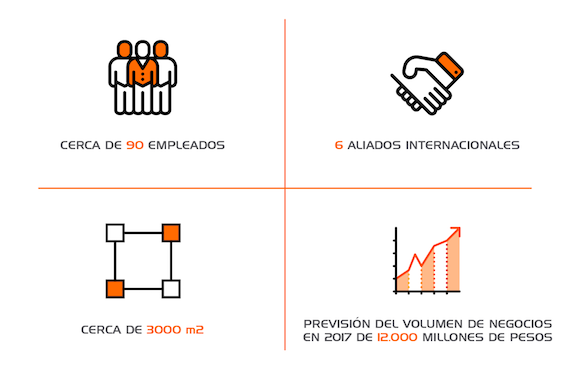 CERCA DE 90 EMPLEADOS
6 ALIADOS INTERNACIONALES
CERCA DE 3000 m2
PREVISIÓN DEL VOLUMEN DE NEGOCIOS
EN 2017 DE 12.000 MILLONES DE PESOS